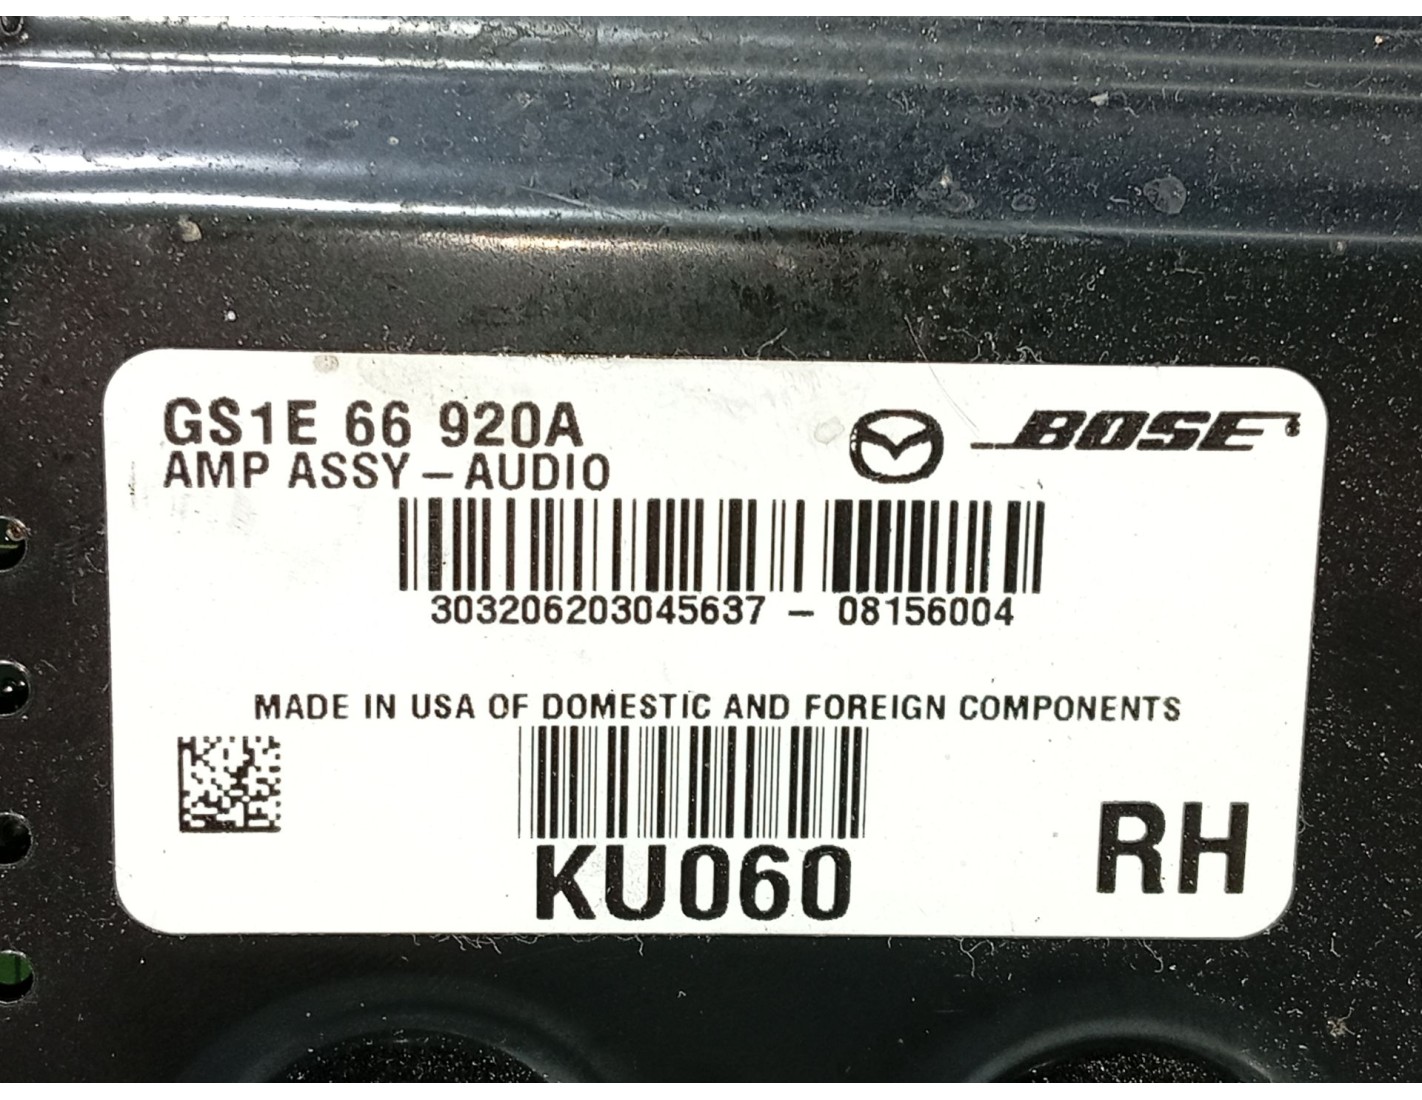 GS1E 66 920A
AMP ASSY – AUDIO
BOSE
303206203045637 – 08156004
MADE IN USA OF DOMESTIC AND FOREIGN COMPONENTS
KU060
RH